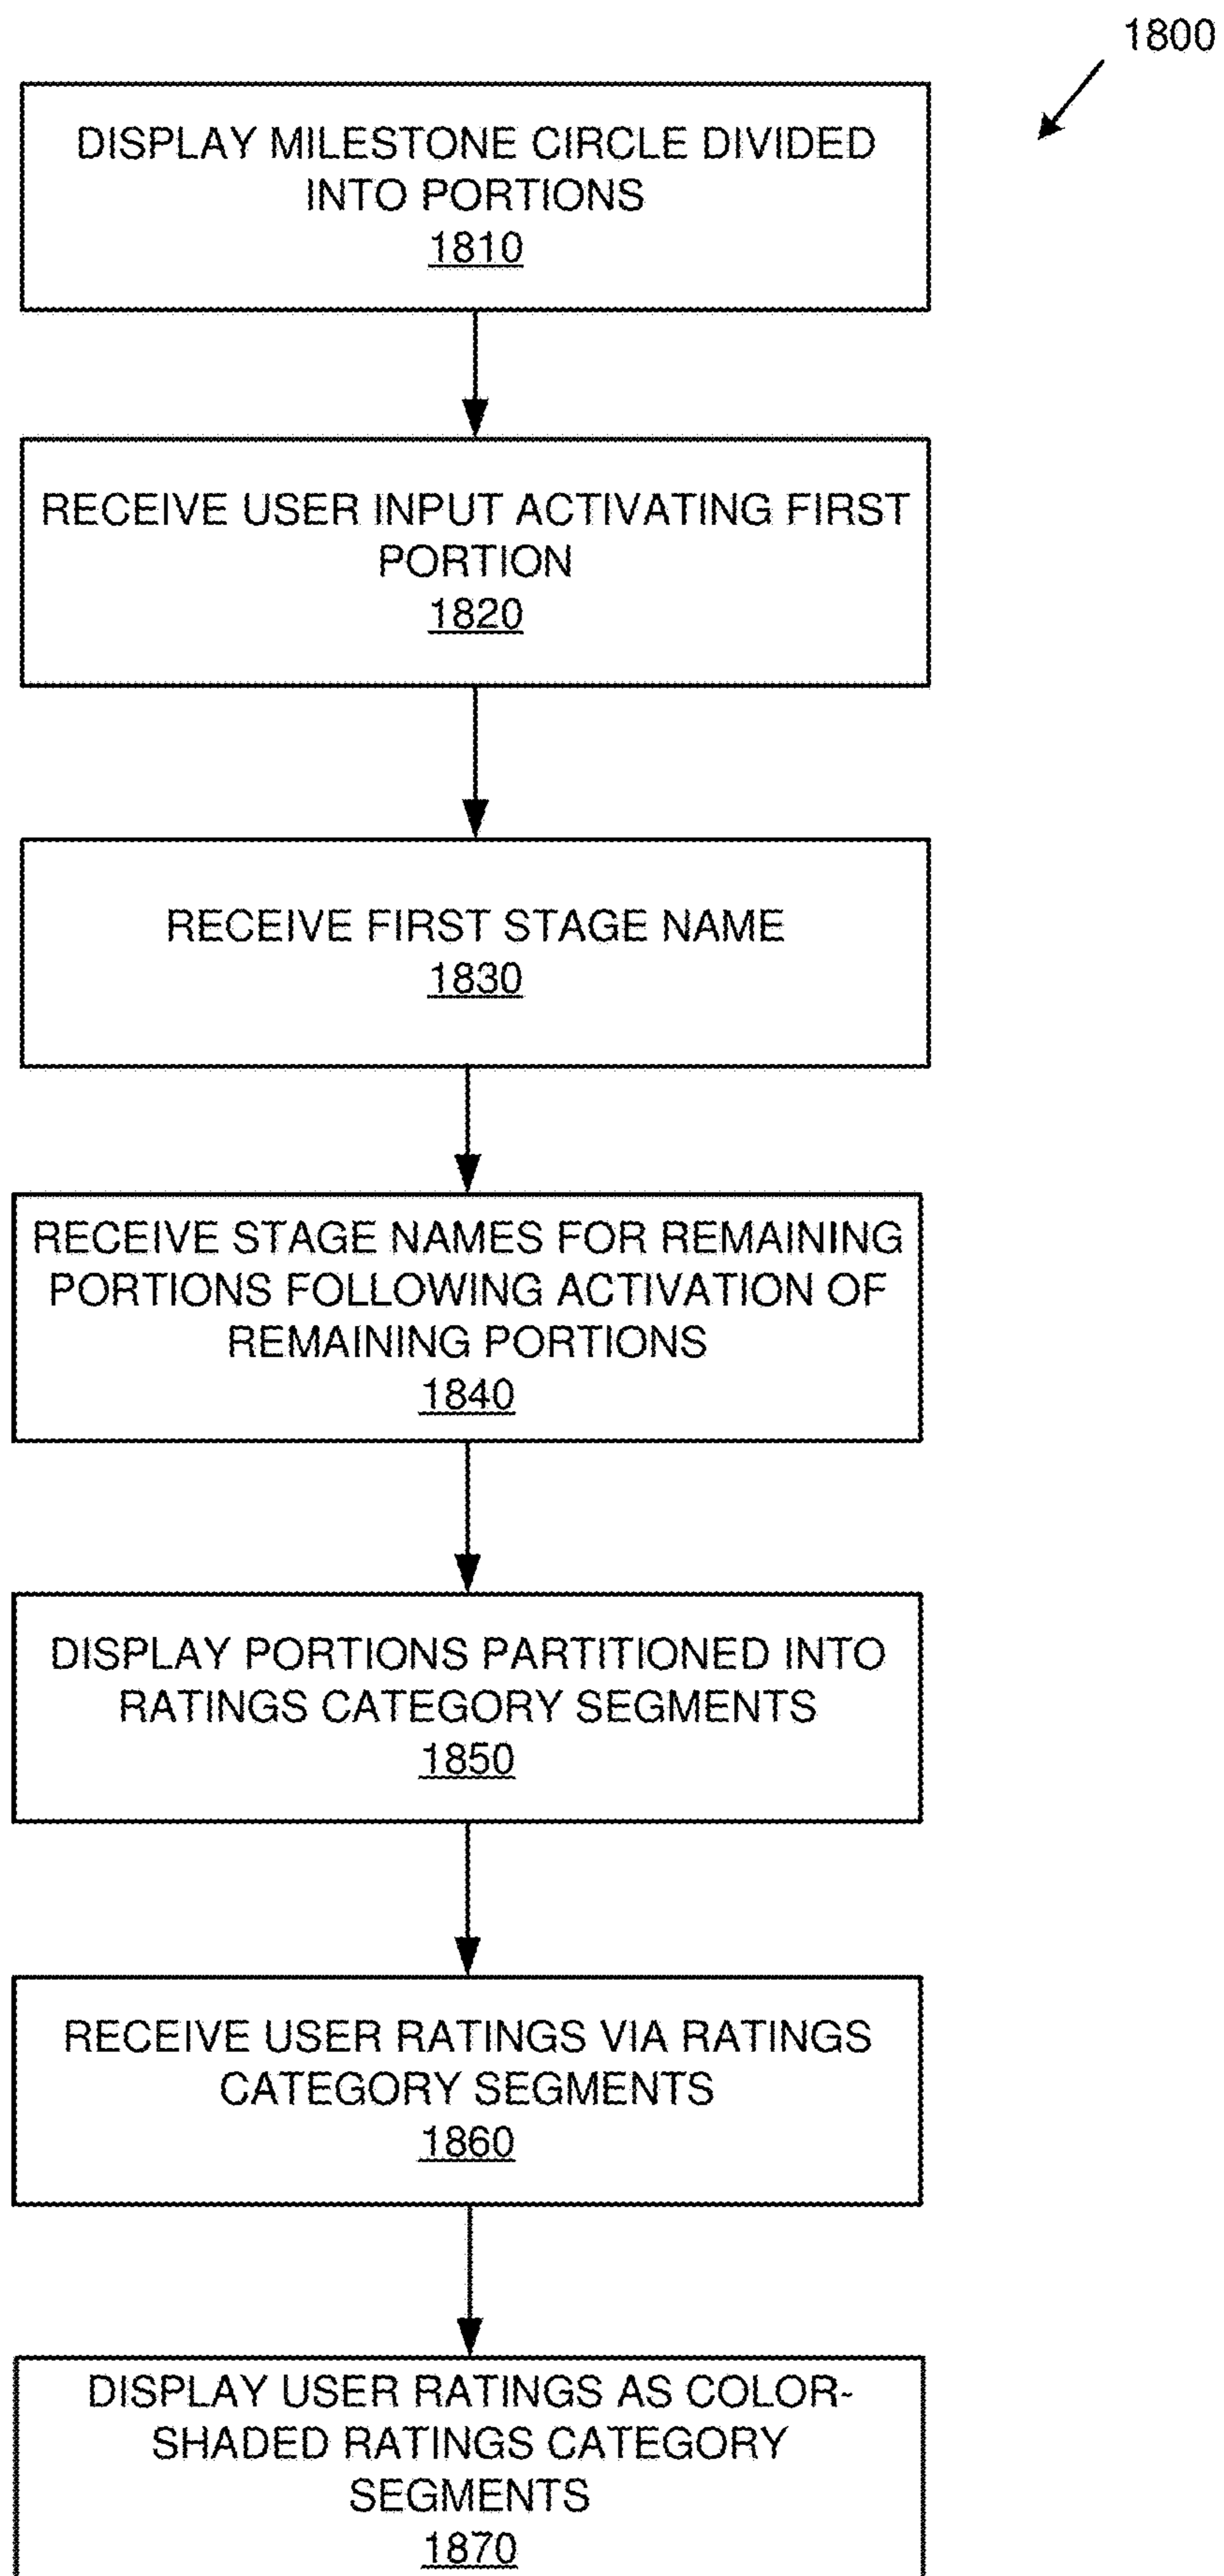 1800
DISPLAY MILESTONE CIRCLE DIVIDED
INTO PORTIONS
1810
RECEIVE USER INPUT ACTIVATING FIRST
PORTION
1820
RECEIVE FIRST STAGE NAME
1830
RECEIVE STAGE NAMES FOR REMAINING
PORTIONS FOLLOWING ACTIVATION OF
REMAINING PORTIONS
1840
DISPLAY PORTIONS PARTITIONED INTO
RATINGS CATEGORY SEGMENTS
1850
RECEIVE USER RATINGS VIA RATINGS
CATEGORY SEGMENTS
1860
DISPLAY USER RATINGS AS COLOR-
SHADED RATINGS CATEGORY
SEGMENTS
1870